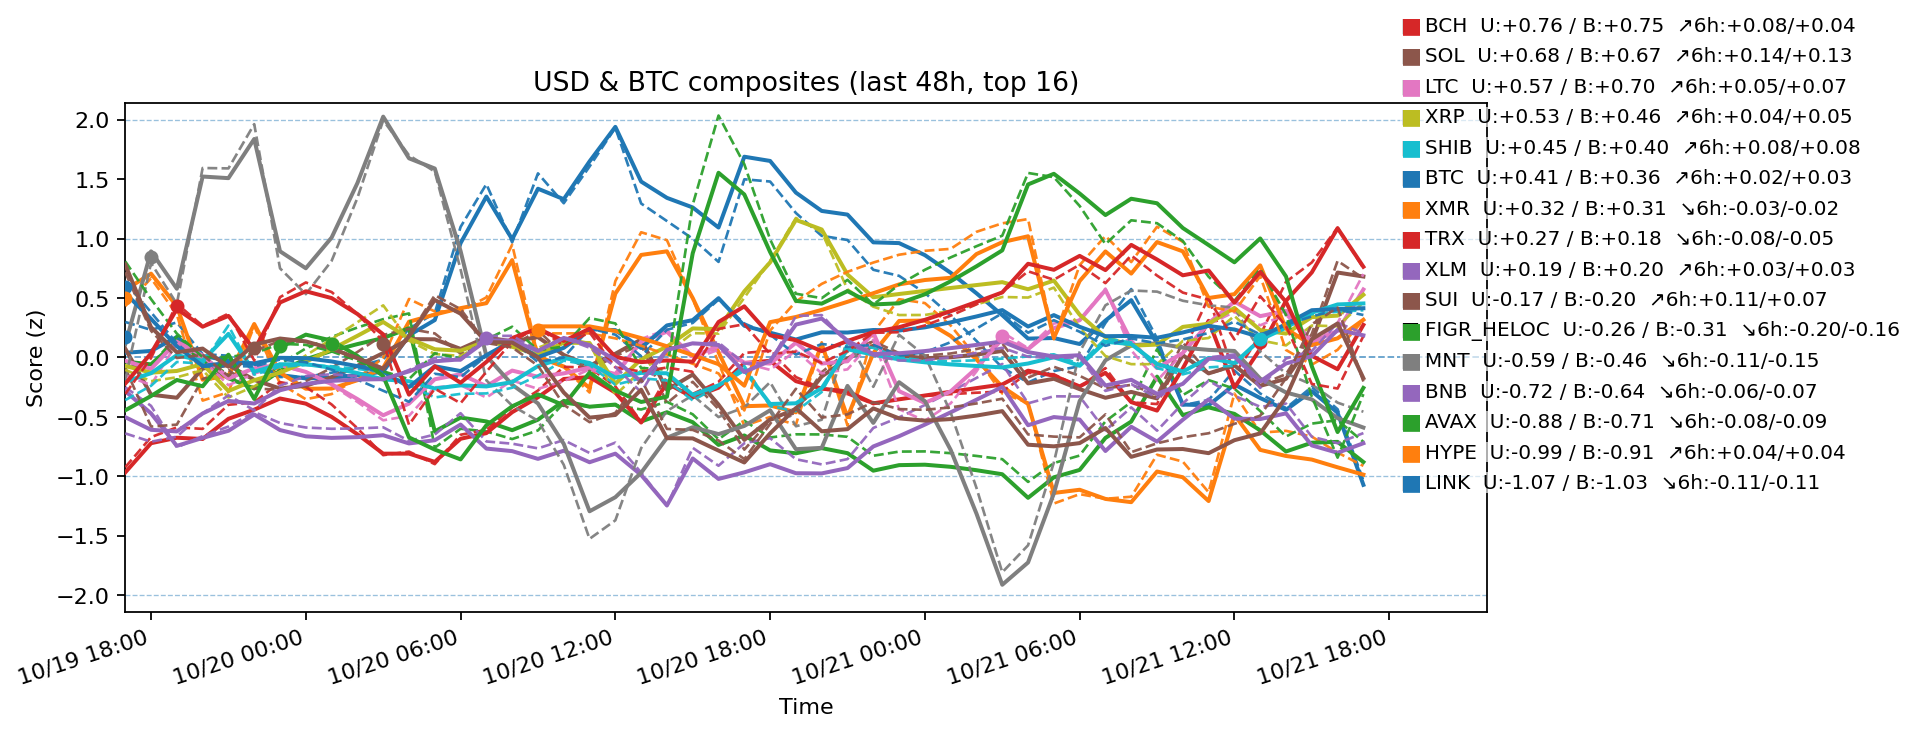 BCH  U:+0.76 / B:+0.75  ↗6h:+0.08/+0.04
SOL  U:+0.68 / B:+0.67  ↗6h:+0.14/+0.13
USD & BTC composites (last 48h, top 16)
LTC  U:+0.57 / B:+0.70  ↗6h:+0.05/+0.07
XRP  U:+0.53 / B:+0.46  ↗6h:+0.04/+0.05
SHIB  U:+0.45 / B:+0.40  ↗6h:+0.08/+0.08
BTC  U:+0.41 / B:+0.36  ↗6h:+0.02/+0.03
XMR  U:+0.32 / B:+0.31  ↘6h:-0.03/-0.02
TRX  U:+0.27 / B:+0.18  ↘6h:-0.08/-0.05
XLM  U:+0.19 / B:+0.20  ↗6h:+0.03/+0.03
SUI  U:-0.17 / B:-0.20  ↗6h:+0.11/+0.07
FIGR_HELOC  U:-0.26 / B:-0.31  ↘6h:-0.20/-0.16
MNT  U:-0.59 / B:-0.46  ↘6h:-0.11/-0.15
BNB  U:-0.72 / B:-0.64  ↘6h:-0.06/-0.07
AVAX  U:-0.88 / B:-0.71  ↘6h:-0.08/-0.09
HYPE  U:-0.99 / B:-0.91  ↗6h:+0.04/+0.04
LINK  U:-1.07 / B:-1.03  ↘6h:-0.11/-0.11
Score (z)
2.0
1.5
1.0
0.5
0.0
−0.5
−1.0
−1.5
−2.0
10/19 18:00
10/20 00:00
10/20 06:00
10/20 12:00
10/20 18:00
10/21 00:00
10/21 06:00
10/21 12:00
10/21 18:00
Time